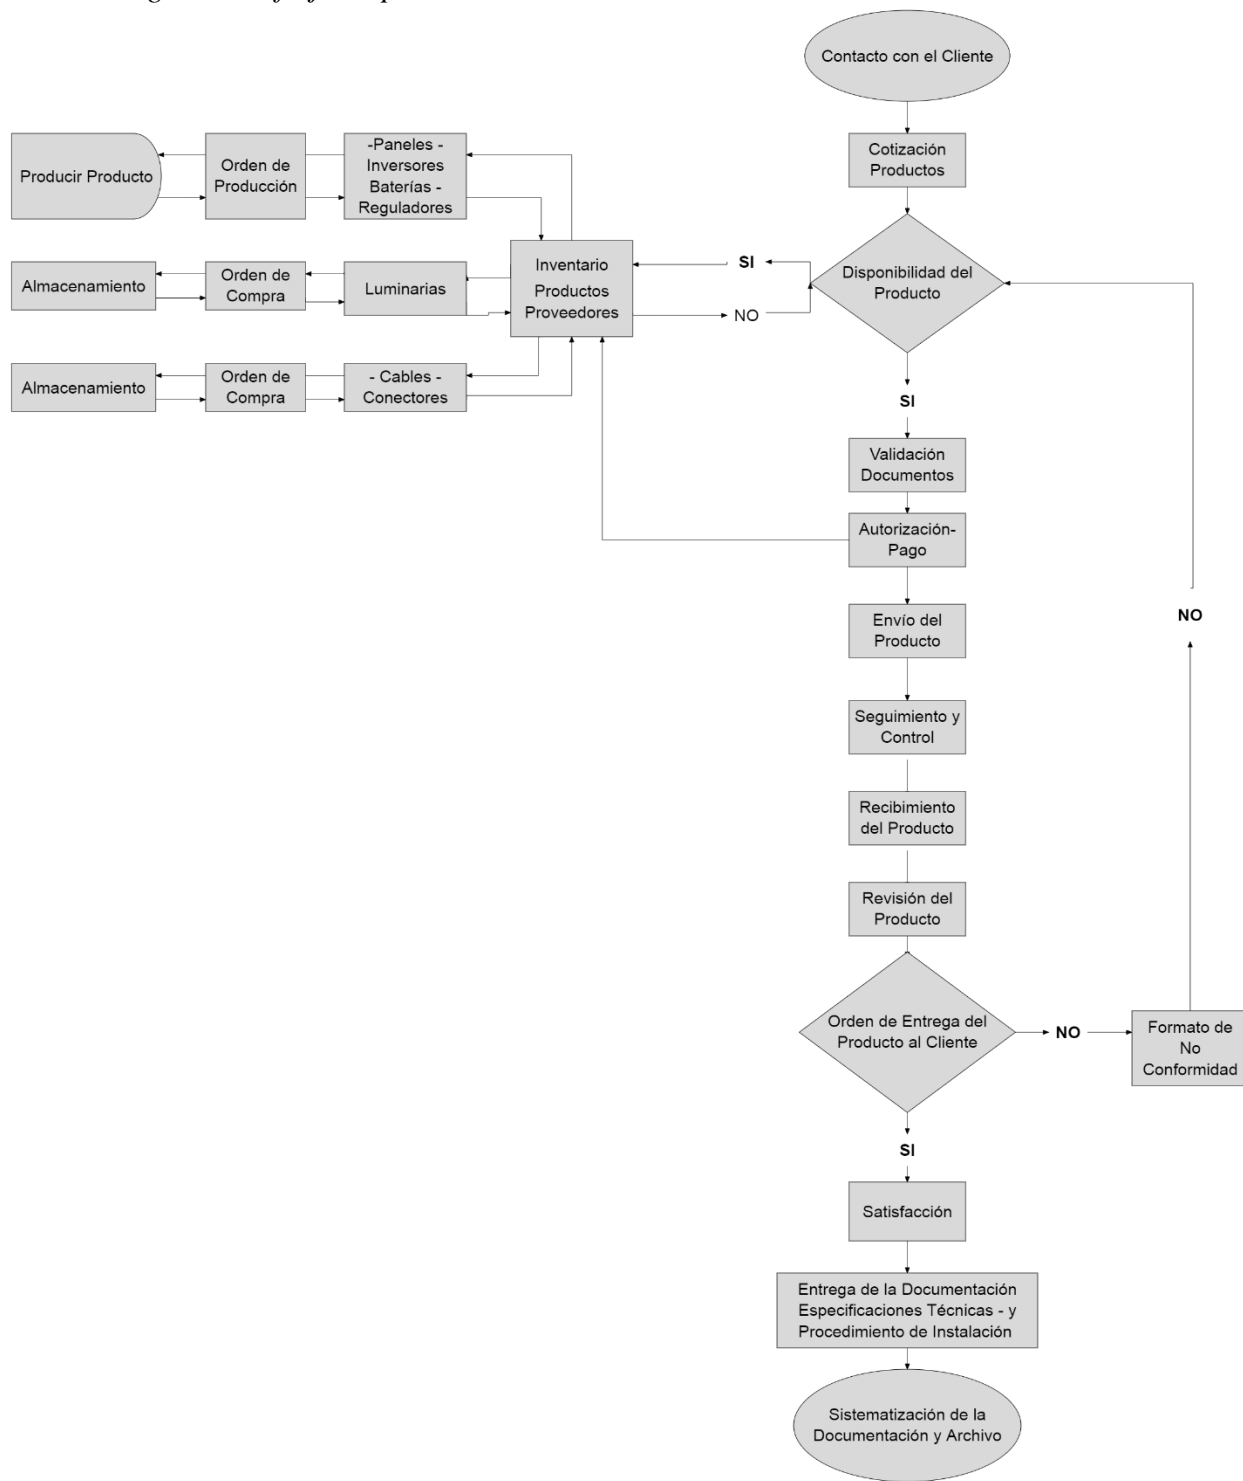 Contacto con el Cliente
Cotización
Productos
Disponibilidad del
Producto
SI
NO
Inventario
Productos
Proveedores
-Paneles -
Inversores
Baterías -
Reguladores
Orden de
Producción
Producir Producto
Luminarias
Orden de
Compra
Almacenamiento
- Cables -
Conectores
Orden de
Compra
Almacenamiento
SI
Validación
Documentos
Autorización-
Pago
Envío del
Producto
Seguimiento y
Control
Recibimiento
del Producto
Revisión del
Producto
Orden de Entrega del
Producto al Cliente
NO
Formato de
No
Conformidad
NO
SI
Satisfacción
Entrega de la Documentación
Especificaciones Técnicas - y
Procedimiento de Instalación
Sistematización de la
Documentación y Archivo